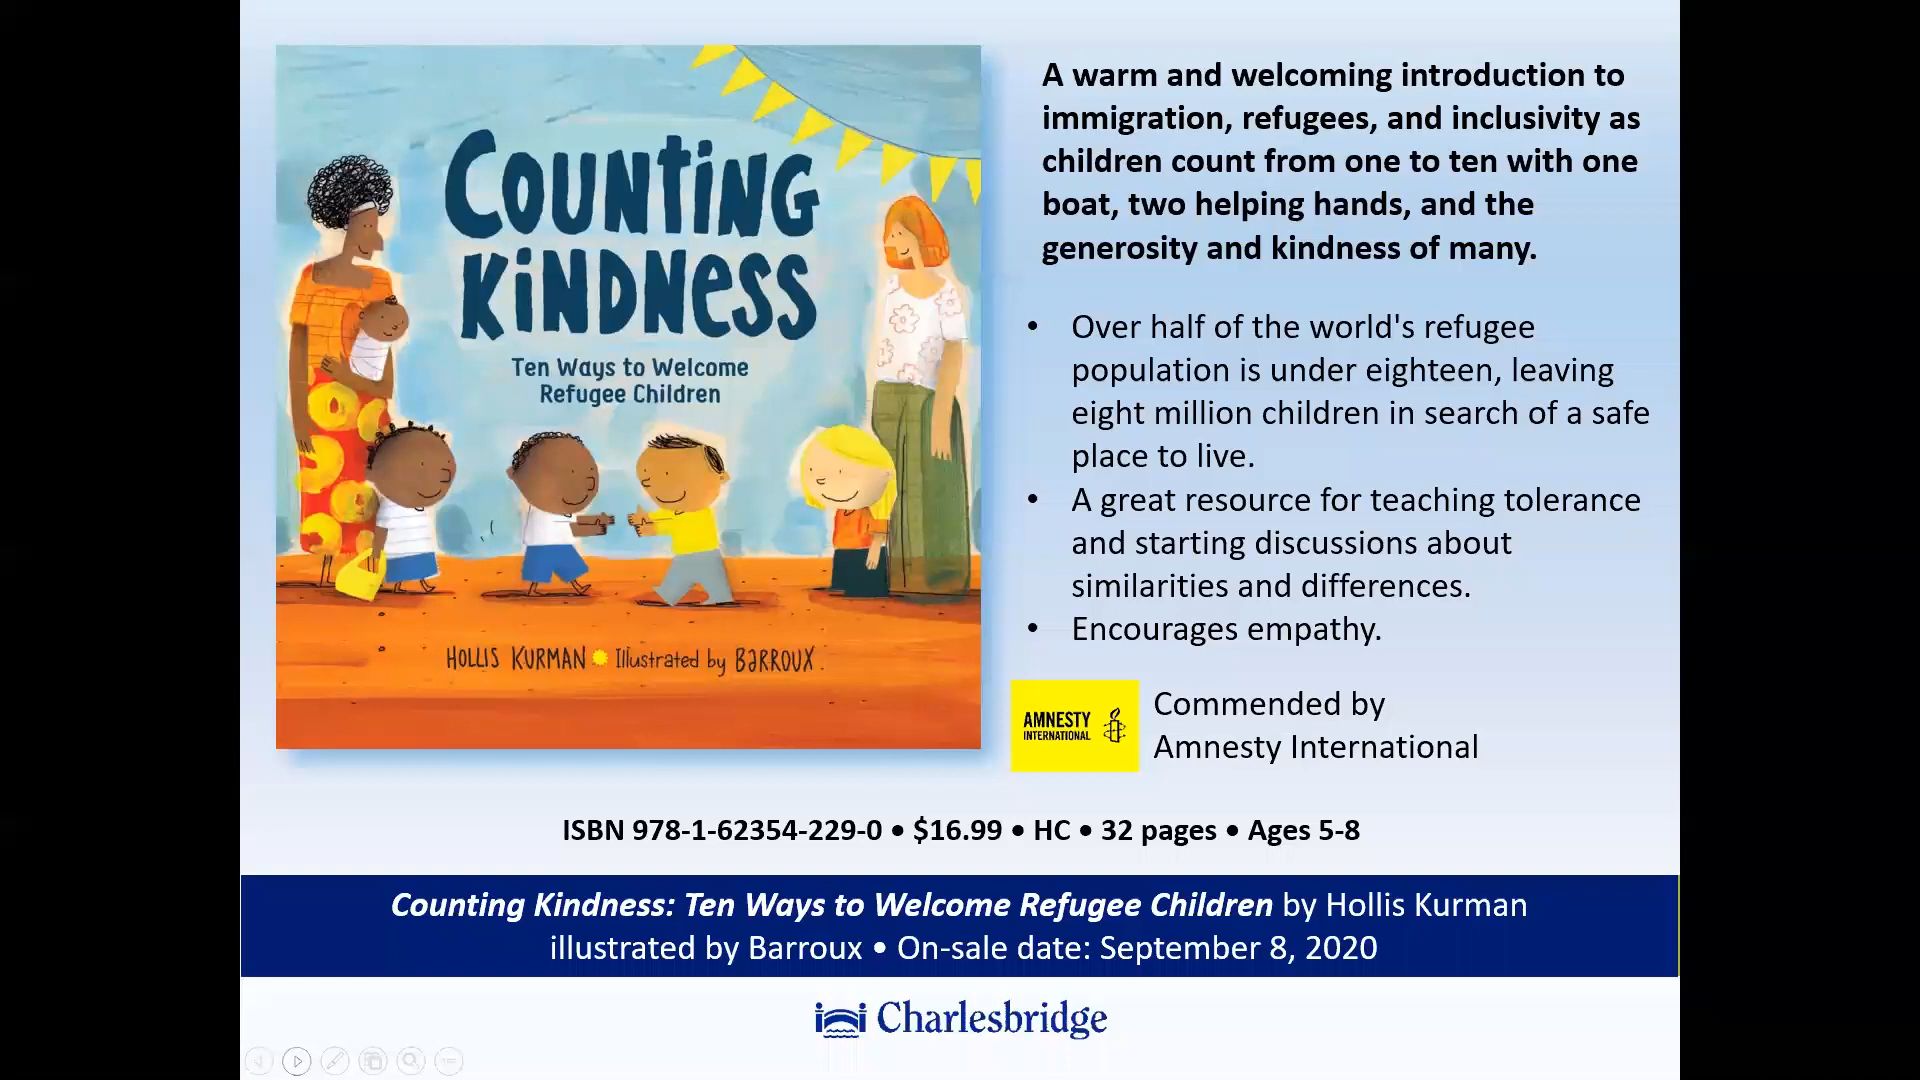 COUNTING
KINDNESS
Ten Ways to Welcome
Refugee Children
HOLLIS KURMAN Illustrated by BARROUX
A warm and welcoming introduction to
immigration, refugees, and inclusivity as
children count from one to ten with one
boat, two helping hands, and the
generosity and kindness of many.
• Over half of the world's refugee
population is under eighteen, leaving
eight million children in search of a safe
place to live.
• A great resource for teaching tolerance
and starting discussions about
similarities and differences.
• Encourages empathy.
AMNESTY
INTERNATIONAL
Commended by
Amnesty International
ISBN 978-1-62354-229-0 • $16.99 • HC • 32 pages • Ages 5-8
Counting Kindness: Ten Ways to Welcome Refugee Children by Hollis Kurman
illustrated by Barroux • On-sale date: September 8, 2020
Charlesbridge